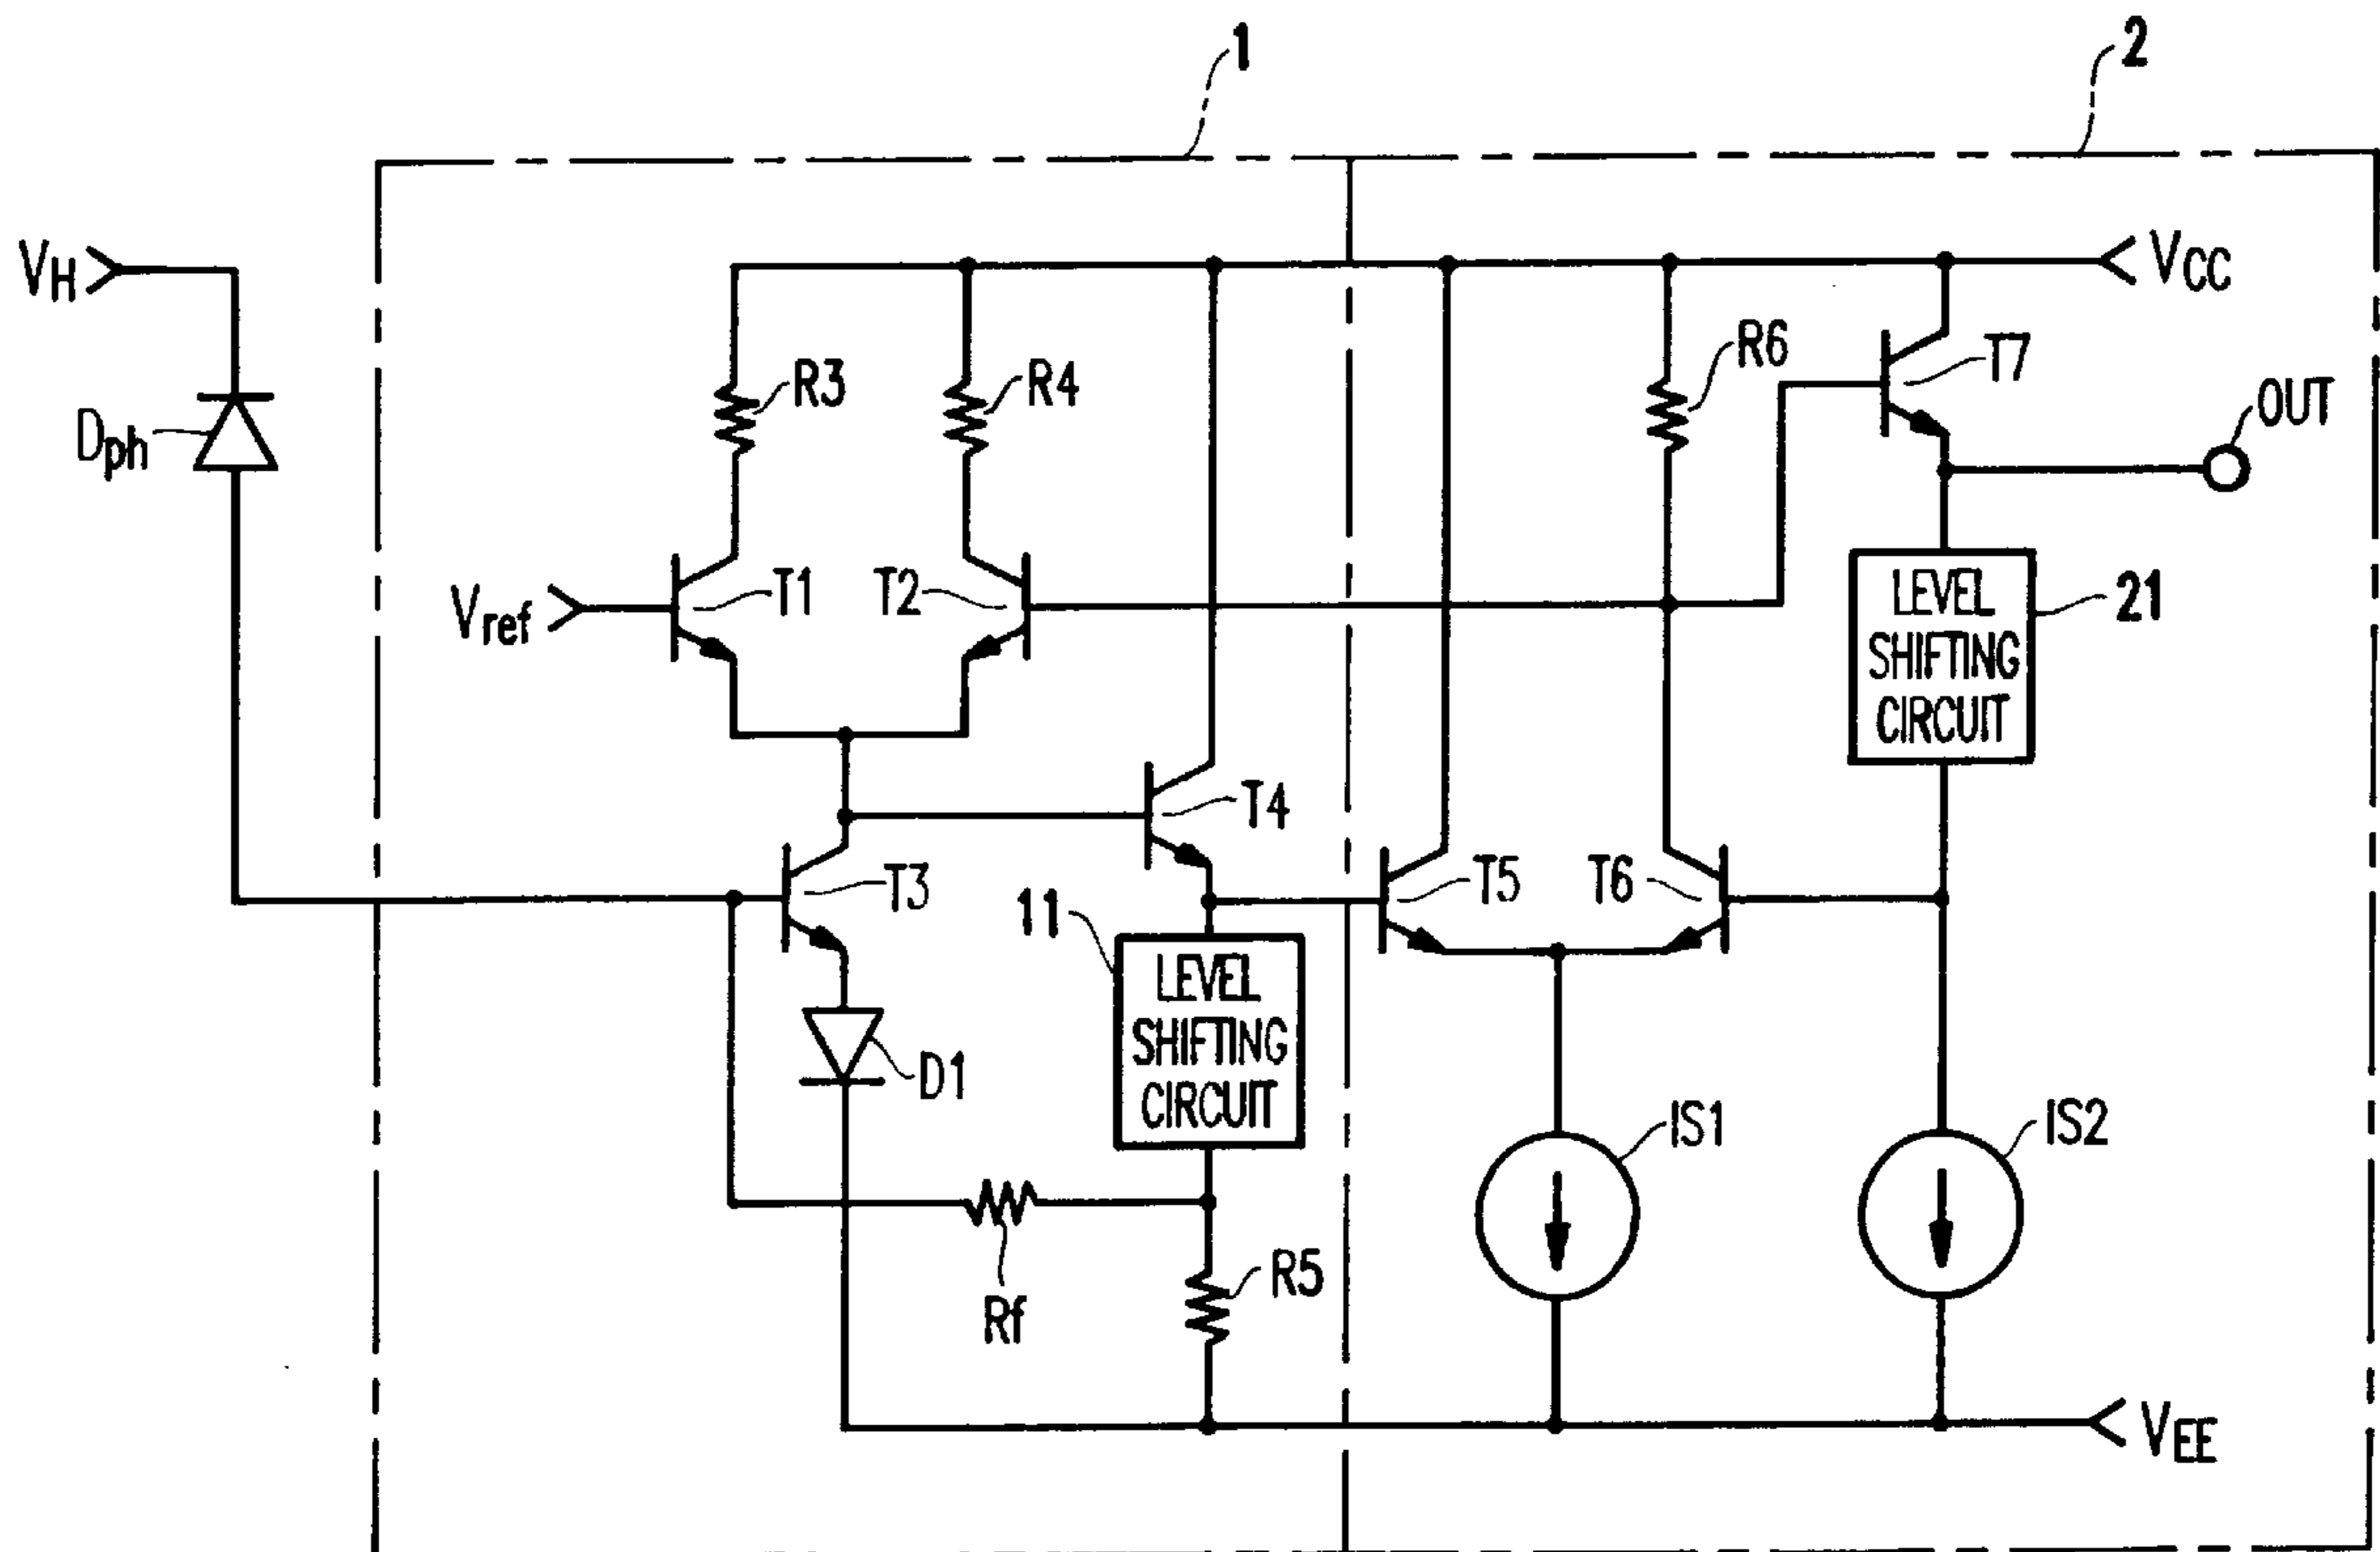 1
2
VH
VCC
R3
R4
R6
T7
Dph
OUT
Vref
T1
T2
LEVEL
SHIFTING
CIRCUIT
21
T4
T3
T5
T6
11
LEVEL
SHIFTING
CIRCUIT
D1
IS1
IS2
Rf
R5
VEE